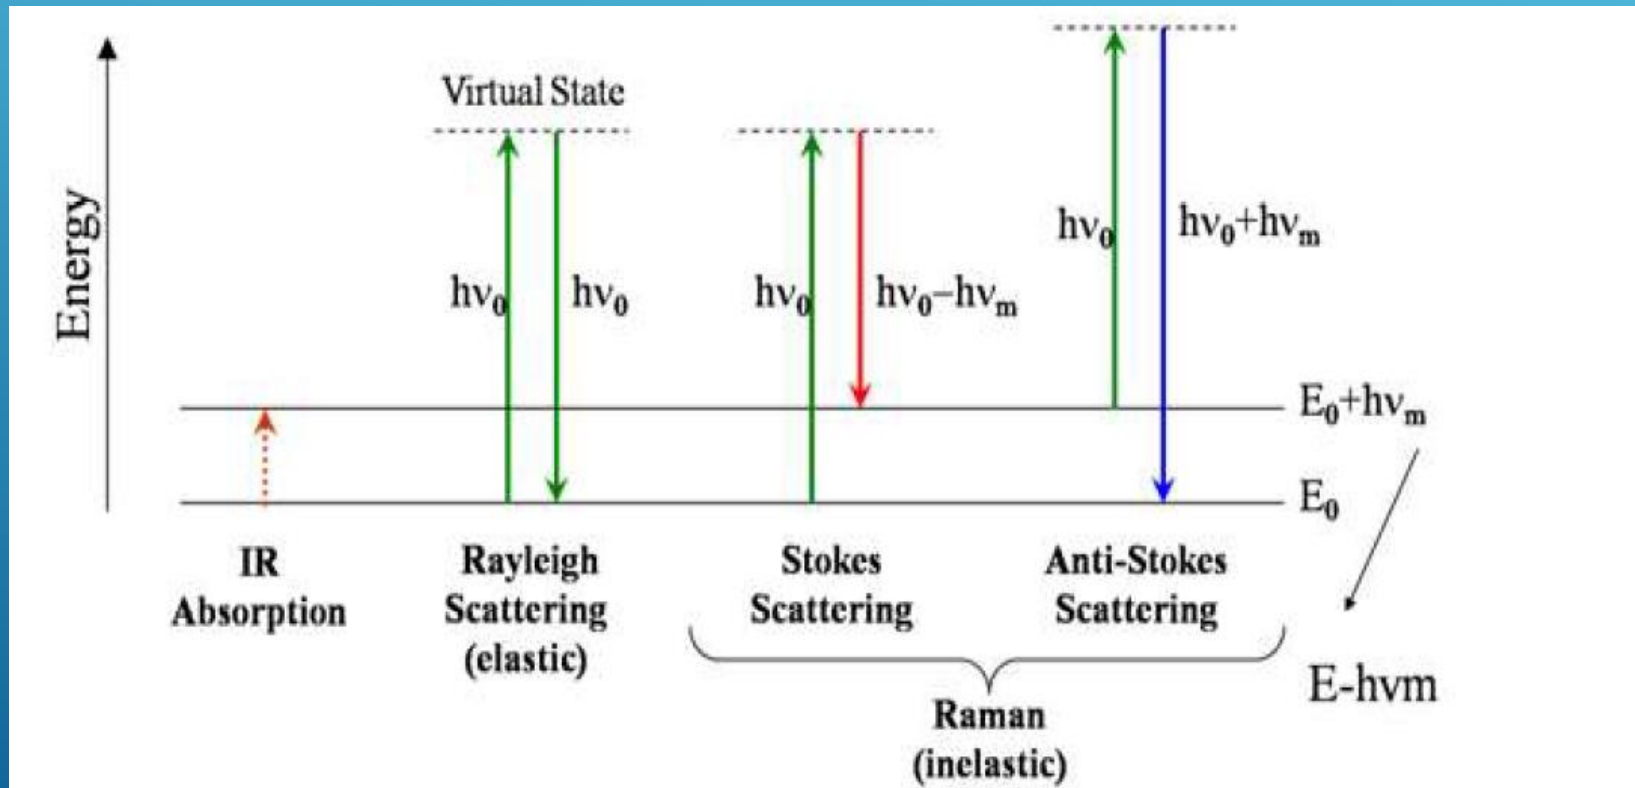 Energy
Virtual State
hν₀
hν₀
hν₀
hν₀−hνₘ
hν₀
hν₀+hνₘ
E₀+hνₘ
E₀
IR
Absorption
Rayleigh
Scattering
(elastic)
Stokes
Scattering
Anti-Stokes
Scattering
Raman
(inelastic)
E-hvm